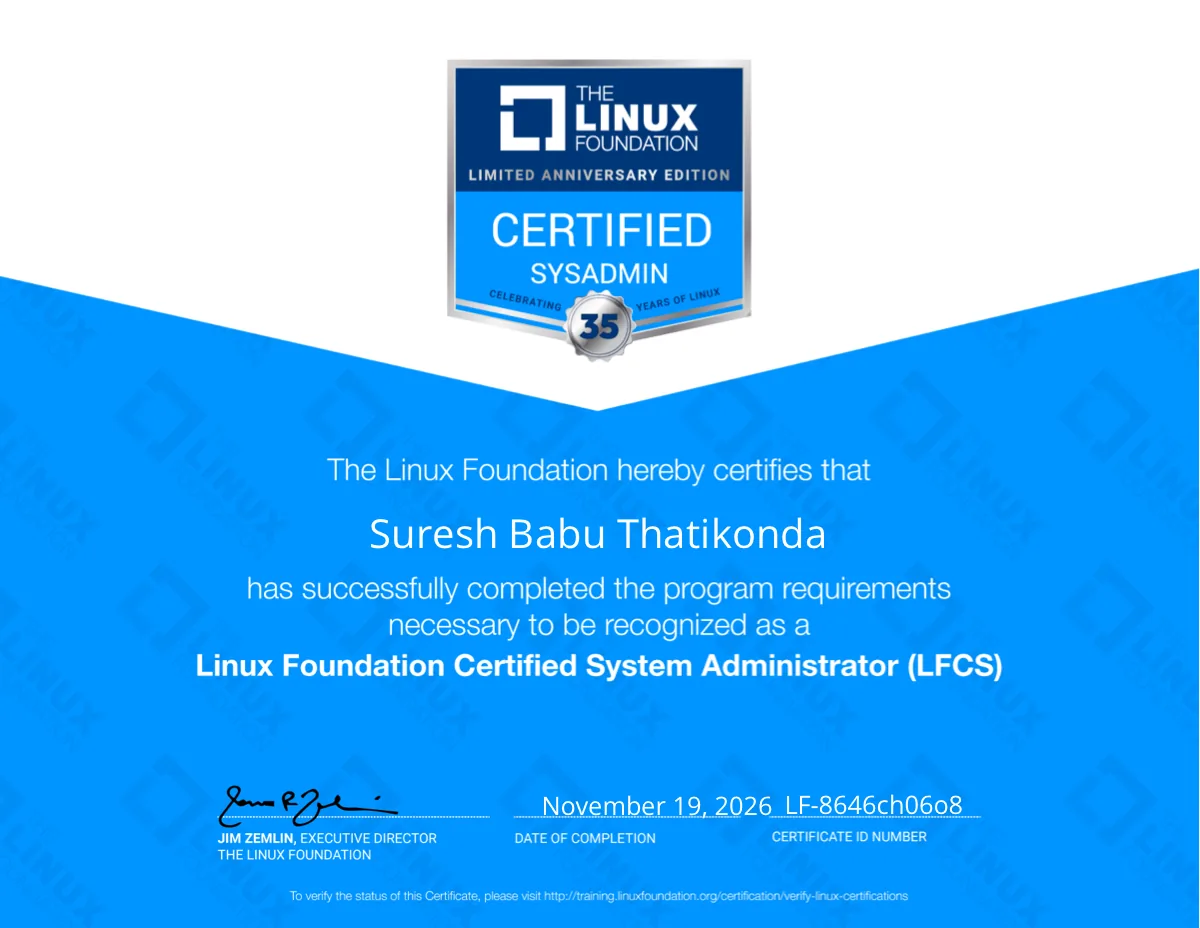 THE
LINUX
FOUNDATION
LIMITED ANNIVERSARY EDITION
CERTIFIED
SYSADMIN
CELEBRATING 35 YEARS OF LINUX
The Linux Foundation hereby certifies that
Suresh Babu Thatikonda
has successfully completed the program requirements
necessary to be recognized as a
Linux Foundation Certified System Administrator (LFCS)
November 19, 2026 LF-8646ch06o8
JIM ZEMLIN, EXECUTIVE DIRECTOR
THE LINUX FOUNDATION
DATE OF COMPLETION
CERTIFICATE ID NUMBER
To verify the status of this Certificate, please visit http://training.linuxfoundation.org/certification/verify-linux-certifications